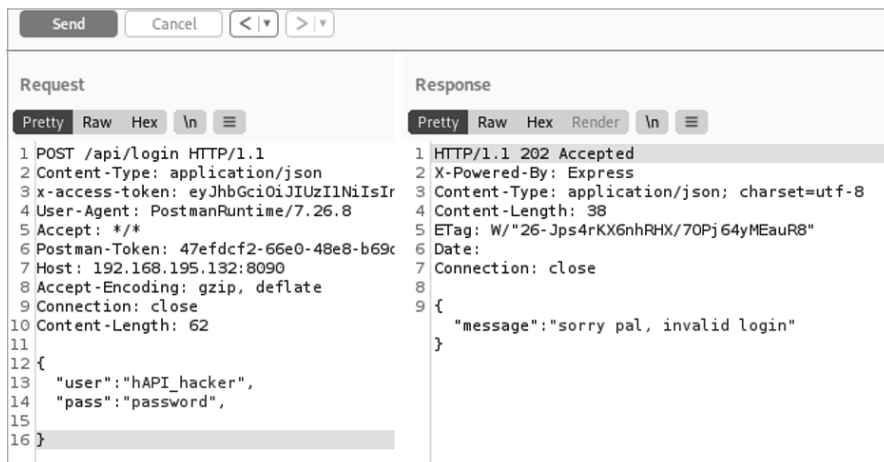 Send Cancel < ▼ > ▼
Request
Pretty Raw Hex \n ≡
1 POST /api/login HTTP/1.1
2 Content-Type: application/json
3 x-access-token: eyJhbGciOiJIUzI1NiIsIn
4 User-Agent: PostmanRuntime/7.26.8
5 Accept: */*
6 Postman-Token: 47efdcf2-66e0-48e8-b69c
7 Host: 192.168.195.132:8090
8 Accept-Encoding: gzip, deflate
9 Connection: close
10 Content-Length: 62
11
12 {
13 "user":"hAPI_hacker",
14 "pass":"password",
15
16 }
Response
Pretty Raw Hex Render \n ≡
1 HTTP/1.1 202 Accepted
2 X-Powered-By: Express
3 Content-Type: application/json; charset=utf-8
4 Content-Length: 38
5 ETag: W/"26-Jps4rKX6nhRHX/7OPj64yMEauR8"
6 Date:
7 Connection: close
8
9 {
"message":"sorry pal, invalid login"
}